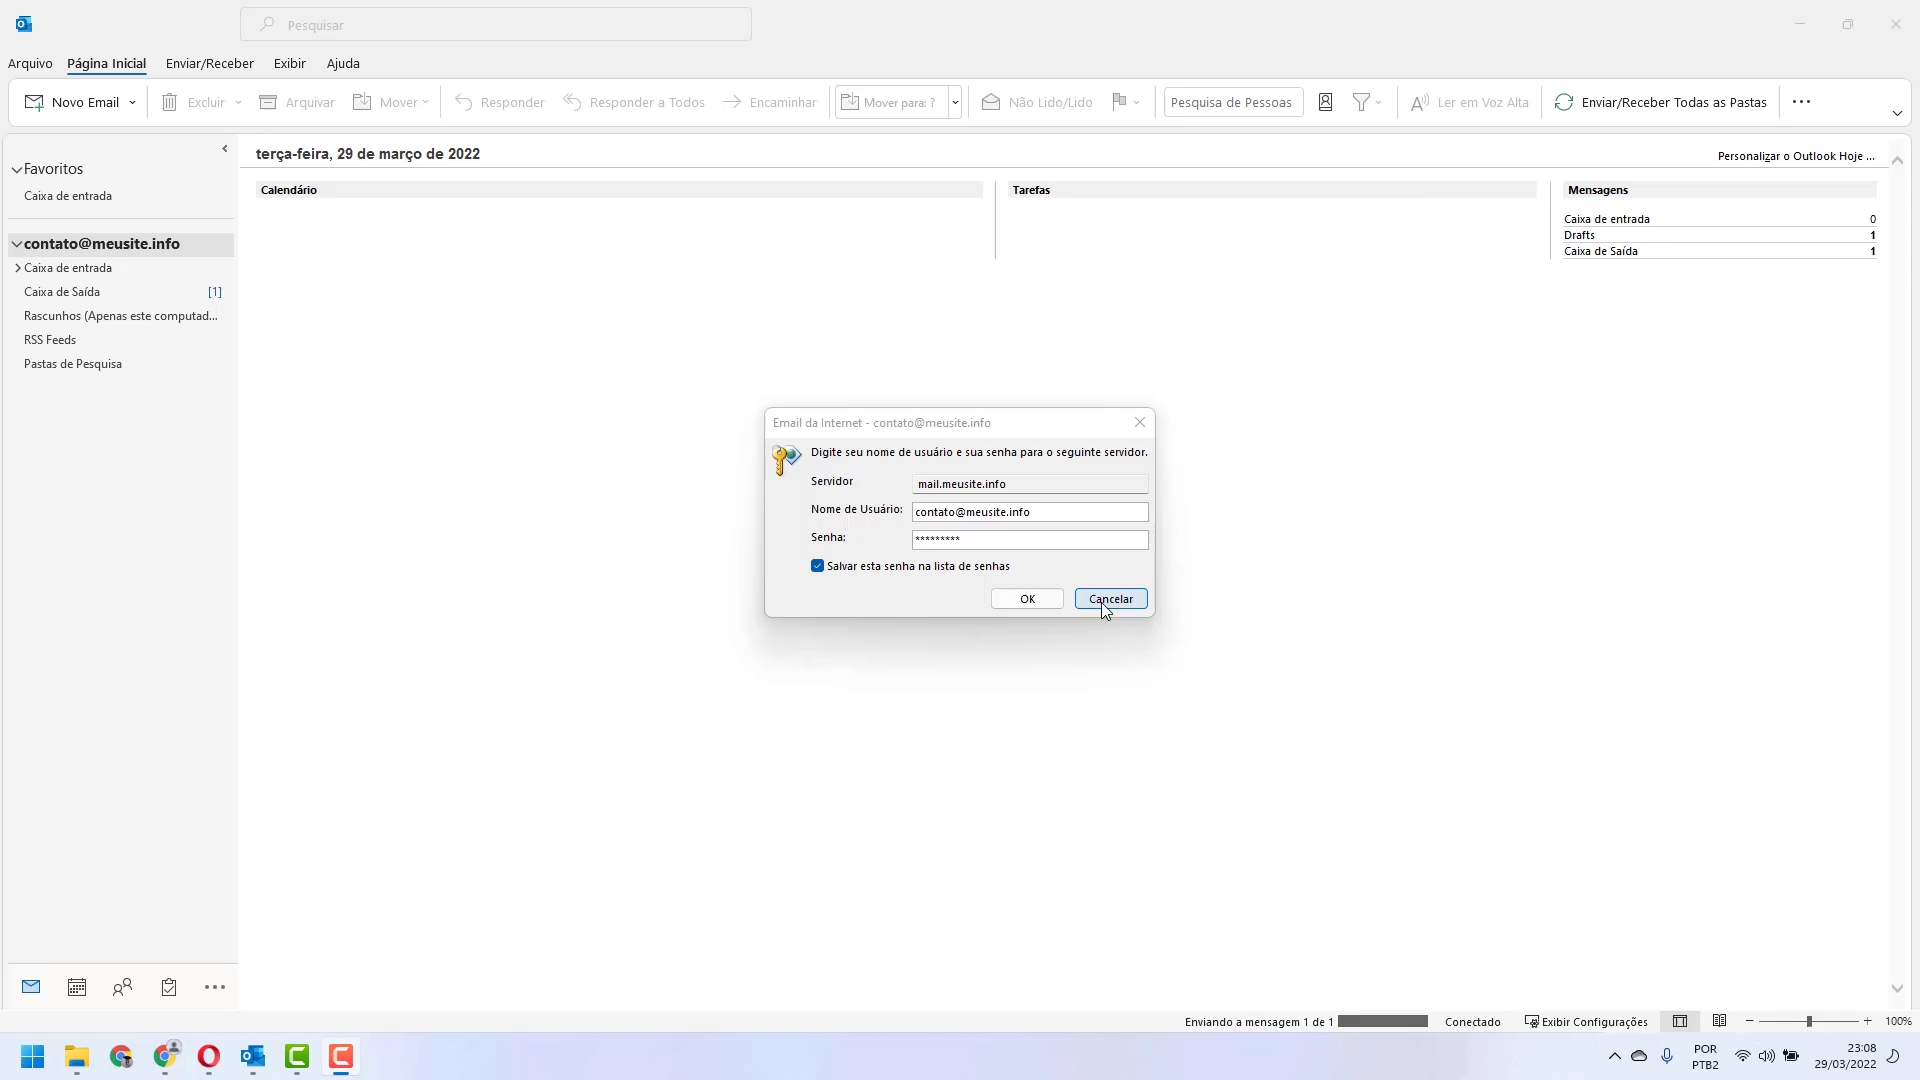 Pesquisar
Arquivo Página Inicial Enviar/Receber Exibir Ajuda
Novo Email Excluir Arquivar Mover Responder Responder a Todos Encaminhar Mover para: ? Não Lido/Lido Pesquisa de Pessoas Ler em Voz Alta Enviar/Receber Todas as Pastas
terça-feira, 29 de março de 2022
Personalizar o Outlook Hoje ...
Favoritos
Caixa de entrada
Calendário
Tarefas
Mensagens
Caixa de entrada 0
Drafts 1
Caixa de Saída 1
contato@meusite.info
Caixa de entrada
Caixa de Saída [1]
Rascunhos (Apenas este computad...
RSS Feeds
Pastas de Pesquisa
Email da Internet - contato@meusite.info
Digite seu nome de usuário e sua senha para o seguinte servidor.
Servidor mail.meusite.info
Nome de Usuário: contato@meusite.info
Senha: *********
Salvar esta senha na lista de senhas
OK Cancelar
Enviando a mensagem 1 de 1 Conectado Exibir Configurações 100%
POR
PTB2
23:08
29/03/2022